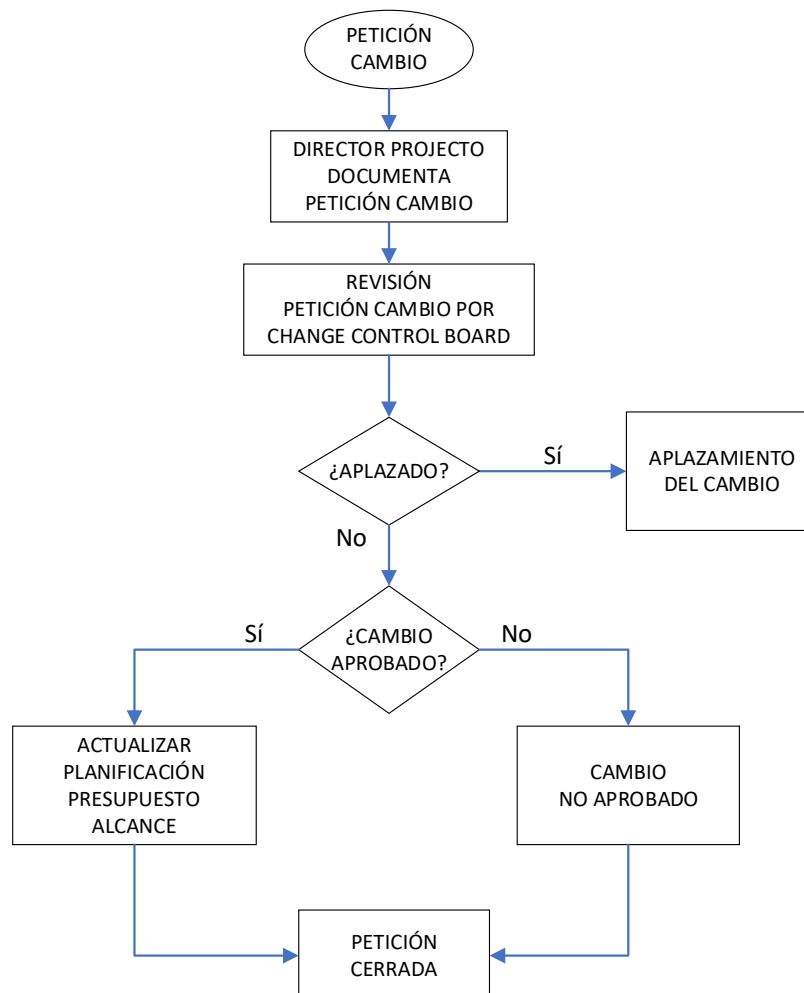 PETICIÓN
CAMBIO
DIRECTOR PROJECTO
DOCUMENTA
PETICIÓN CAMBIO
REVISIÓN
PETICIÓN CAMBIO POR
CHANGE CONTROL BOARD
¿APLAZADO?
Sí
APLAZAMIENTO
DEL CAMBIO
No
¿CAMBIO
APROBADO?
Sí
No
ACTUALIZAR
PLANIFICACIÓN
PRESUPUESTO
ALCANCE
CAMBIO
NO APROBADO
PETICIÓN
CERRADA